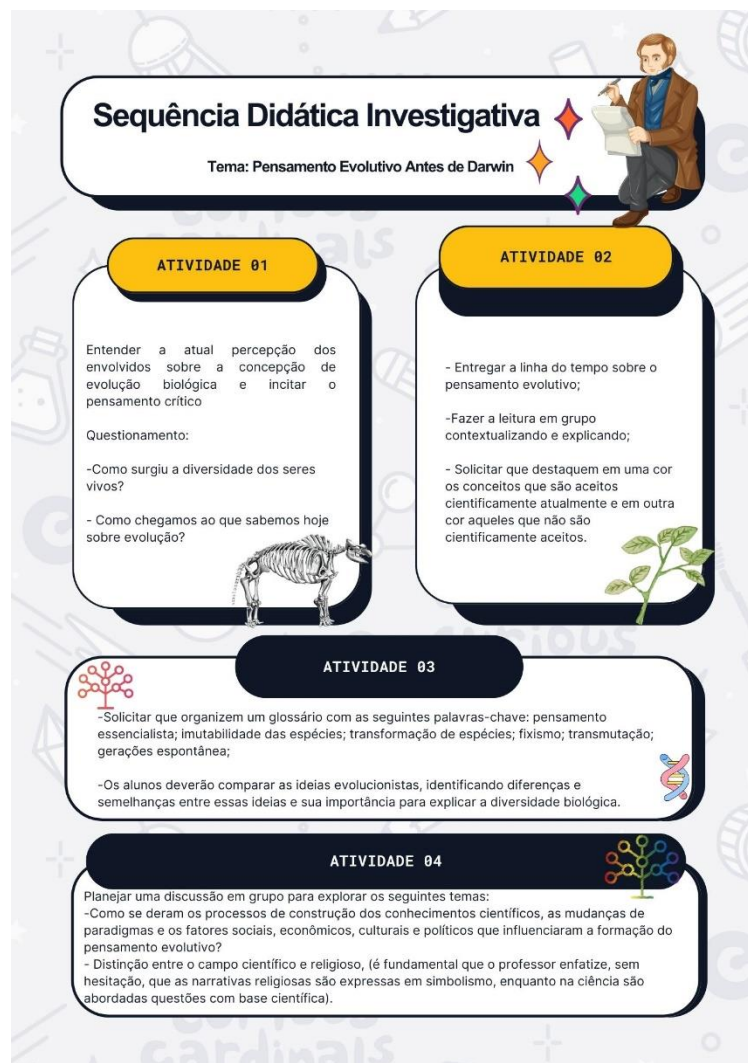 Sequência Didática Investigativa
Tema: Pensamento Evolutivo Antes de Darwin
ATIVIDADE 01
Entender a atual percepção dos
envolvidos sobre a concepção de
evolução biológica e incitar o
pensamento crítico
Questionamento:
-Como surgiu a diversidade dos seres
vivos?
- Como chegamos ao que sabemos hoje
sobre evolução?
ATIVIDADE 02
- Entregar a linha do tempo sobre o
pensamento evolutivo;
-Fazer a leitura em grupo
contextualizando e explicando;
- Solicitar que destaquem em uma cor
os conceitos que são aceitos
cientificamente atualmente e em outra
cor aqueles que não são
cientificamente aceitos.
ATIVIDADE 03
-Solicitar que organizem um glossário com as seguintes palavras-chave: pensamento
essencialista; imutabilidade das espécies; transformação de espécies; fixismo; transmutação;
gerações espontânea;
-Os alunos deverão comparar as ideias evolucionistas, identificando diferenças e
semelhanças entre essas ideias e sua importância para explicar a diversidade biológica.
ATIVIDADE 04
Planejar uma discussão em grupo para explorar os seguintes temas:
-Como se deram os processos de construção dos conhecimentos científicos, as mudanças de
paradigmas e os fatores sociais, econômicos, culturais e políticos que influenciaram a formação do
pensamento evolutivo?
- Distinção entre o campo científico e religioso, (é fundamental que o professor enfatize, sem
hesitação, que as narrativas religiosas são expressas em simbolismo, enquanto na ciência são
abordadas questões com base científica).